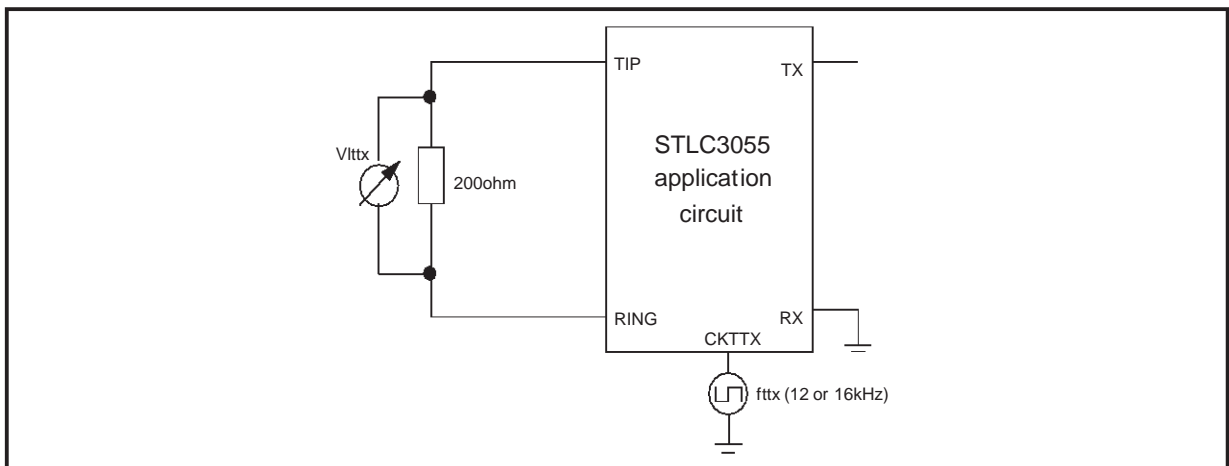 TIP
TX
STLC3055
application
circuit
Vlttx
200ohm
RING
RX
CKTTX
fttx (12 or 16kHz)